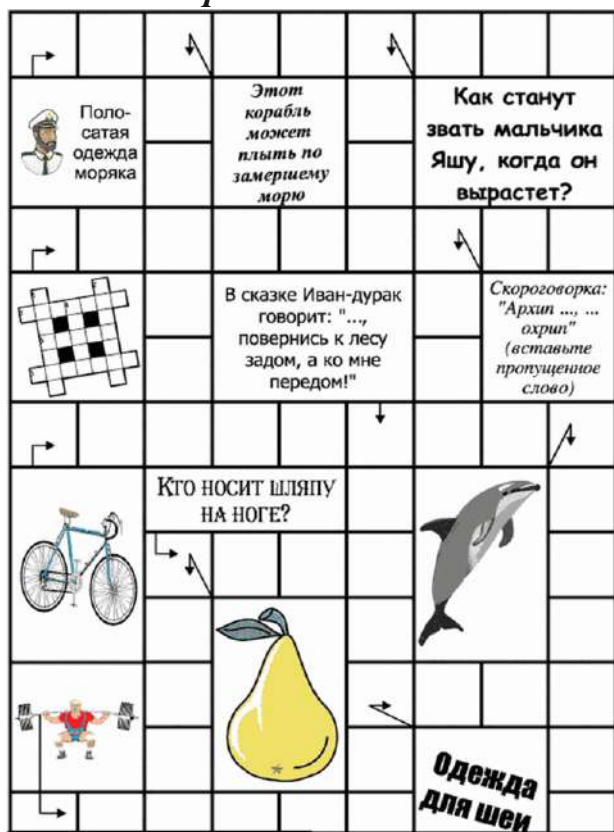 Поло-
сатая
одежда
моряка
Этот
корабль
может
плыть по
замершему
морю
Как станут
звать мальчика
Яшу, когда он
вырастет?
В сказке Иван-дурак
говорит: "...,
повернись к лесу
задом, а ко мне
передом!"
Скороговорка:
"Архип ..., ...
охрип"
(вставьте
пропущенное
слово)
Кто носит шляпу
на ноге?
Одежда
для шеи